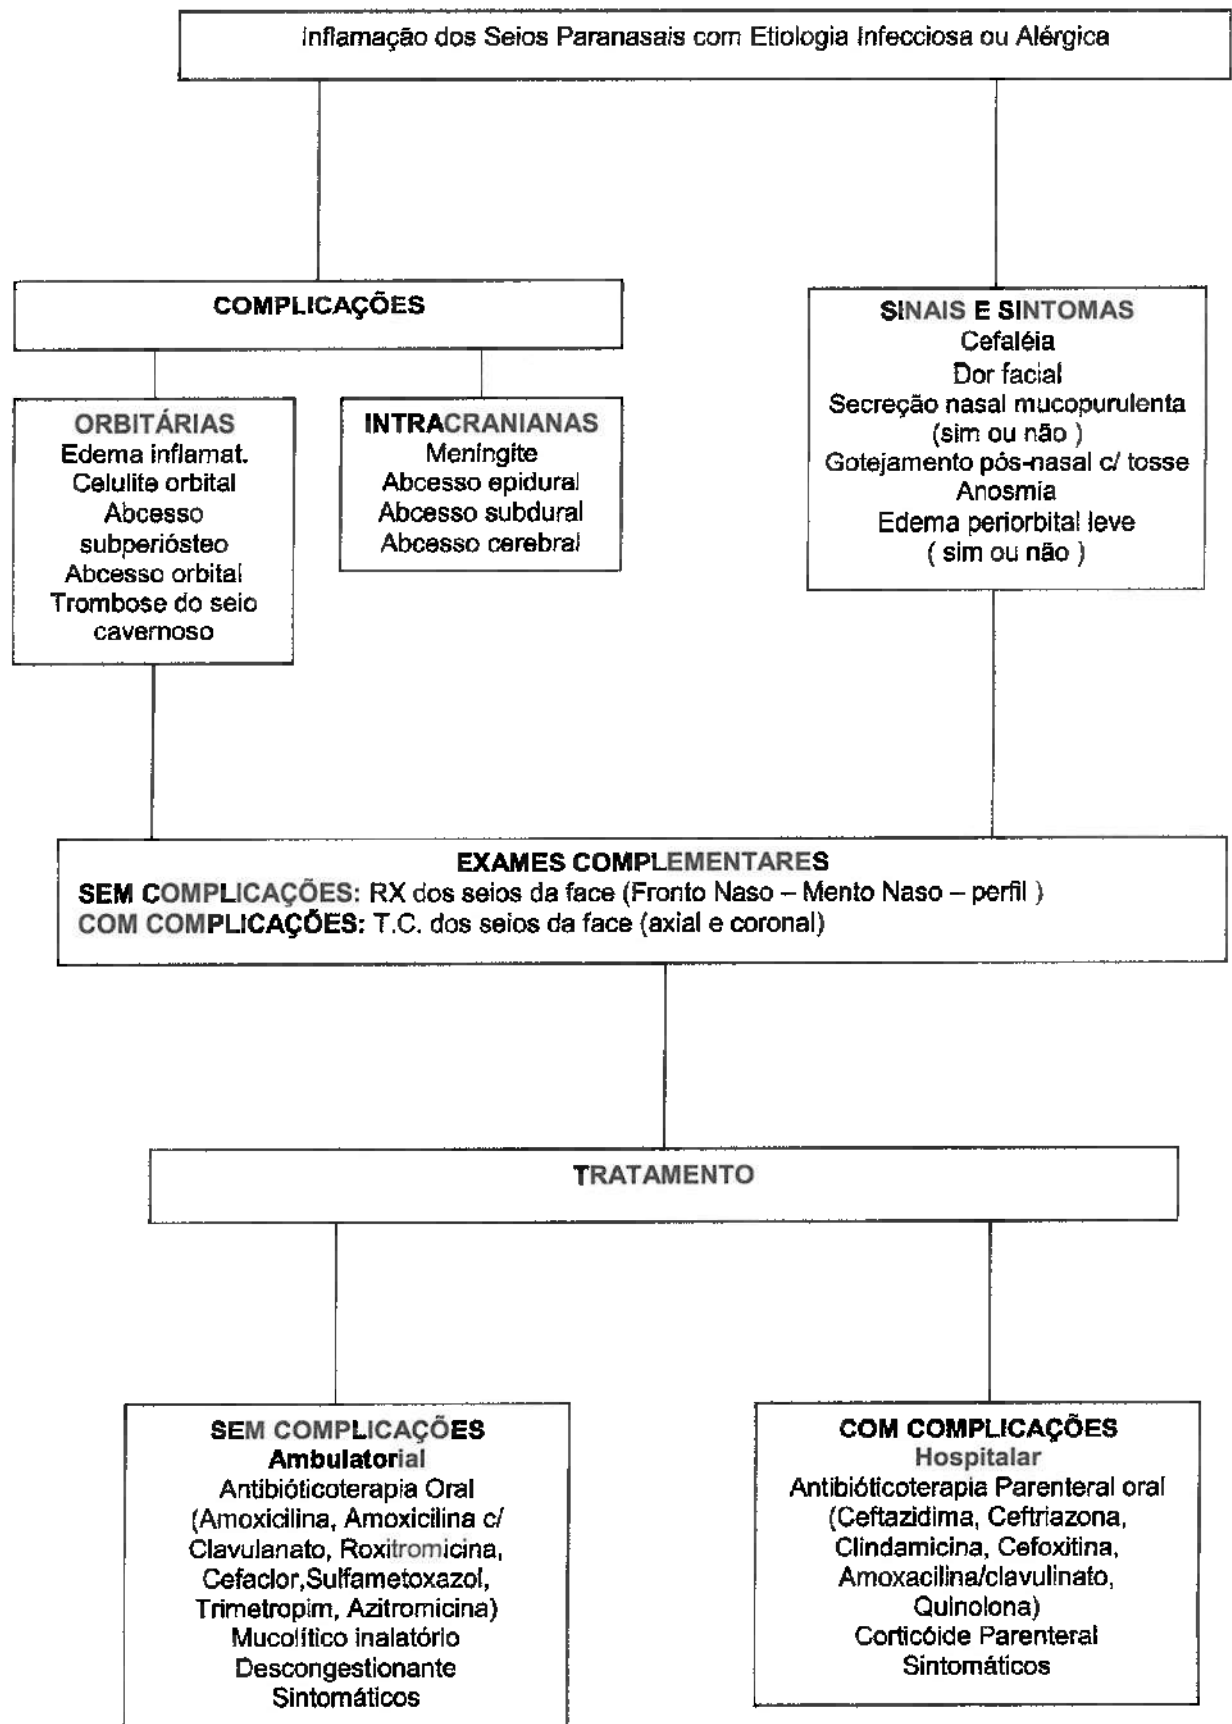 Inflamação dos Seios Paranasais com Etiologia Infecciosa ou Alérgica
COMPLICAÇÕES
ORBITÁRIAS
Edema inflamat.
Celulite orbital
Abcesso
subperiósteo
Abcesso orbital
Trombose do seio
cavernoso
INTRACRANIANAS
Meningite
Abcesso epidural
Abcesso subdural
Abcesso cerebral
SINAIS E SINTOMAS
Cefaléia
Dor facial
Secreção nasal mucopurulenta
(sim ou não )
Gotejamento pós-nasal c/ tosse
Anosmia
Edema periorbital leve
( sim ou não )
EXAMES COMPLEMENTARES
SEM COMPLICAÇÕES: RX dos seios da face (Fronto Naso – Mento Naso – perfil )
COM COMPLICAÇÕES: T.C. dos seios da face (axial e coronal)
TRATAMENTO
SEM COMPLICAÇÕES
Ambulatorial
Antibióticoterapia Oral
(Amoxicilina, Amoxicilina c/
Clavulanato, Roxitromicina,
Cefaclor,Sulfametoxazol,
Trimetropim, Azitromicina)
Mucolítico inalatório
Descongestionante
Sintomáticos
COM COMPLICAÇÕES
Hospitalar
Antibióticoterapia Parenteral oral
(Ceftazidima, Ceftriazona,
Clindamicina, Cefoxitina,
Amoxacilina/clavulinato,
Quinolona)
Corticóide Parenteral
Sintomáticos